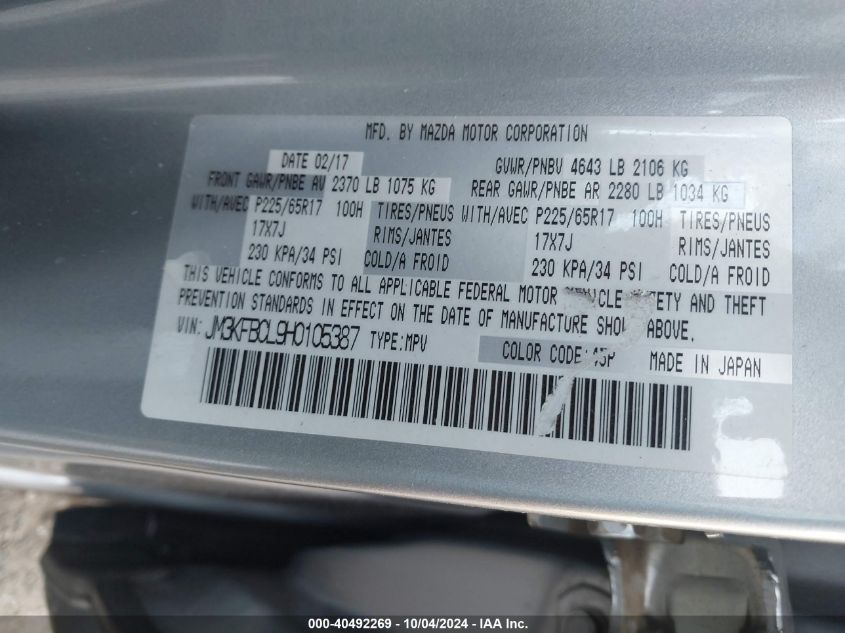 MFD. BY MAZDA MOTOR CORPORATION
DATE 02/17 GVWR/PNBV 4643 LB 2106 KG
FRONT GAWR/PNBE AV 2370 LB 1075 KG REAR GAWR/PNBE AR 2280 LB 1034 KG
WITH/AVEC P225/65R17 100H TIRES/PNEUS WITH/AVEC P225/65R17 100H TIRES/PNEUS
17X7J RIMS/JANTES 17X7J RIMS/JANTES
230 KPA/34 PSI COLD/A FROID 230 KPA/34 PSI COLD/A FROID
THIS VEHICLE CONFORMS TO ALL APPLICABLE FEDERAL MOTOR AND THEFT
PREVENTION STANDARDS IN EFFECT ON THE DATE OF MANUFACTURE ABOVE.
VIN: JM3KFBCL9H0105387 TYPE:MPV COLOR CODE: 45P MADE IN JAPAN
000-40492269 - 10/04/2024 - IAA Inc.